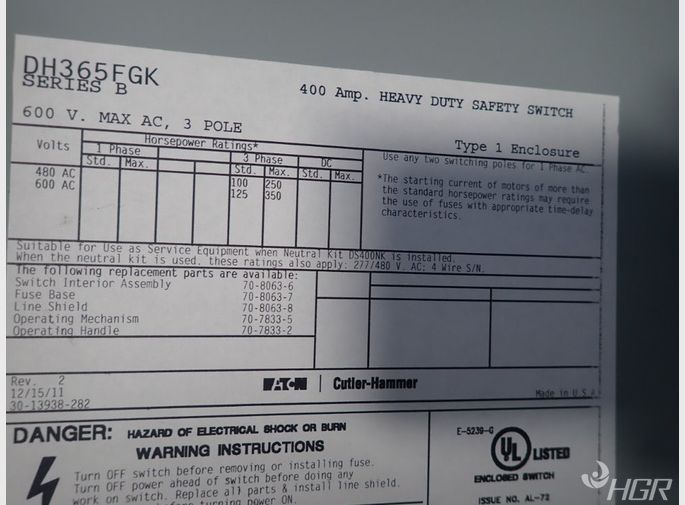 DH365FGK
SERIES B
400 Amp. HEAVY DUTY SAFETY SWITCH
600 V. MAX AC, 3 POLE
Type 1 Enclosure
Volts
Horsepower Ratings*
1 Phase 3 Phase DC
Std. Max. Std. Max. Std. Max.
480 AC 100 250
600 AC 125 350
Use any two switching poles for 1 Phase AC.
*The starting current of motors of more than
the standard horsepower ratings may require
the use of fuses with appropriate time-delay
characteristics.
Suitable for Use as Service Equipment when Neutral Kit DS400NK is installed.
When the neutral kit is used, these ratings also apply: 277/480 V. AC; 4 Wire S/N.
The following replacement parts are available:
Switch Interior Assembly 70-8063-6
Fuse Base 70-8063-7
Line Shield 70-8063-8
Operating Mechanism 70-7833-5
Operating Handle 70-7833-2
Rev. 2
12/15/11
30-13938-282
EATON Cutler-Hammer
Made in U.S.A.
DANGER: HAZARD OF ELECTRICAL SHOCK OR BURN
WARNING INSTRUCTIONS
Turn OFF switch before removing or installing fuse.
Turn OFF power ahead of switch before doing any
work on switch. Replace all parts & install line shield.
before turning power ON.
E-5239-G
UL LISTED
ENCLOSED SWITCH
ISSUE NO. AL-72
HGR